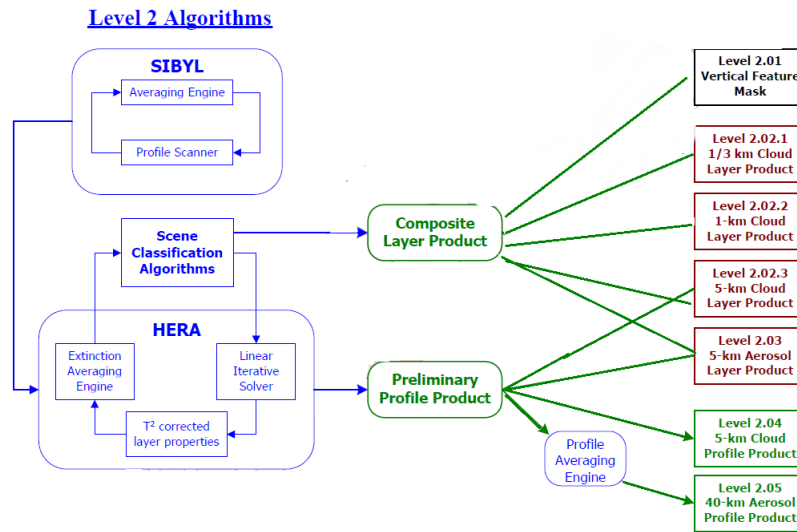 Level 2 Algorithms
SIBYL
Averaging Engine
Profile Scanner
Scene
Classification
Algorithms
HERA
Extinction
Averaging
Engine
Linear
Iterative
Solver
T² corrected
layer properties
Composite
Layer Product
Preliminary
Profile Product
Profile
Averaging
Engine
Level 2.01
Vertical Feature
Mask
Level 2.02.1
1/3 km Cloud
Layer Product
Level 2.02.2
1-km Cloud
Layer Product
Level 2.02.3
5-km Cloud
Layer Product
Level 2.03
5-km Aerosol
Layer Product
Level 2.04
5-km Cloud
Profile Product
Level 2.05
40-km Aerosol
Profile Product